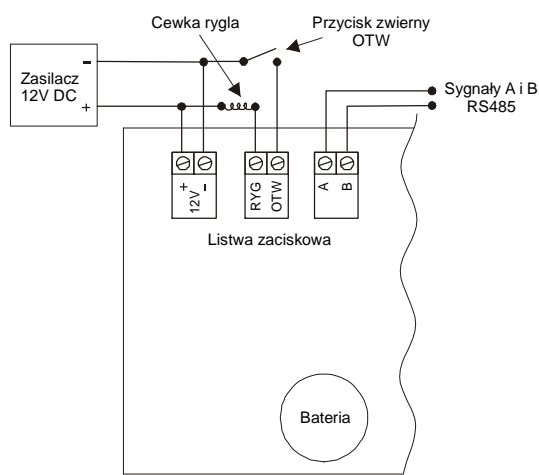 Cewka rygla
Przycisk zwierny
OTW
Zasilacz
12V DC
-
+
Sygnały A i B
RS485
+
12V
-
RYG
OTW
A
B
Listwa zaciskowa
Bateria